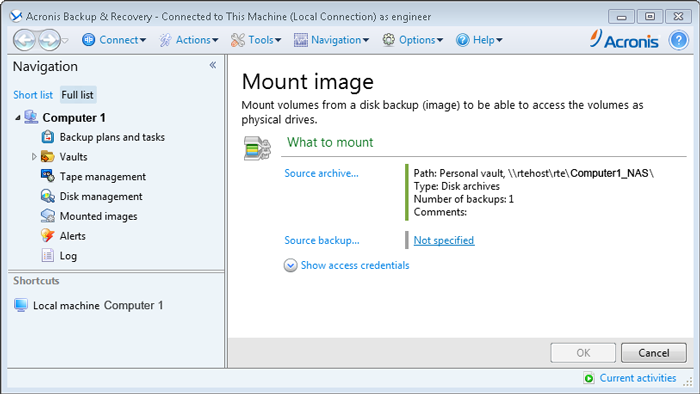 Acronis Backup & Recovery - Connected to This Machine (Local Connection) as engineer
Connect Actions Tools Navigation Options Help Acronis ?
Navigation «
Short list Full list
Computer 1
Backup plans and tasks
Vaults
Tape management
Disk management
Mounted images
Alerts
Log
Shortcuts
Local machine Computer 1
Mount image
Mount volumes from a disk backup (image) to be able to access the volumes as
physical drives.
What to mount
Source archive... Path: Personal vault, \\rtehost\rte\Computer1_NAS\
Type: Disk archives
Number of backups: 1
Comments:
Source backup... Not specified
Show access credentials
OK Cancel
Current activities